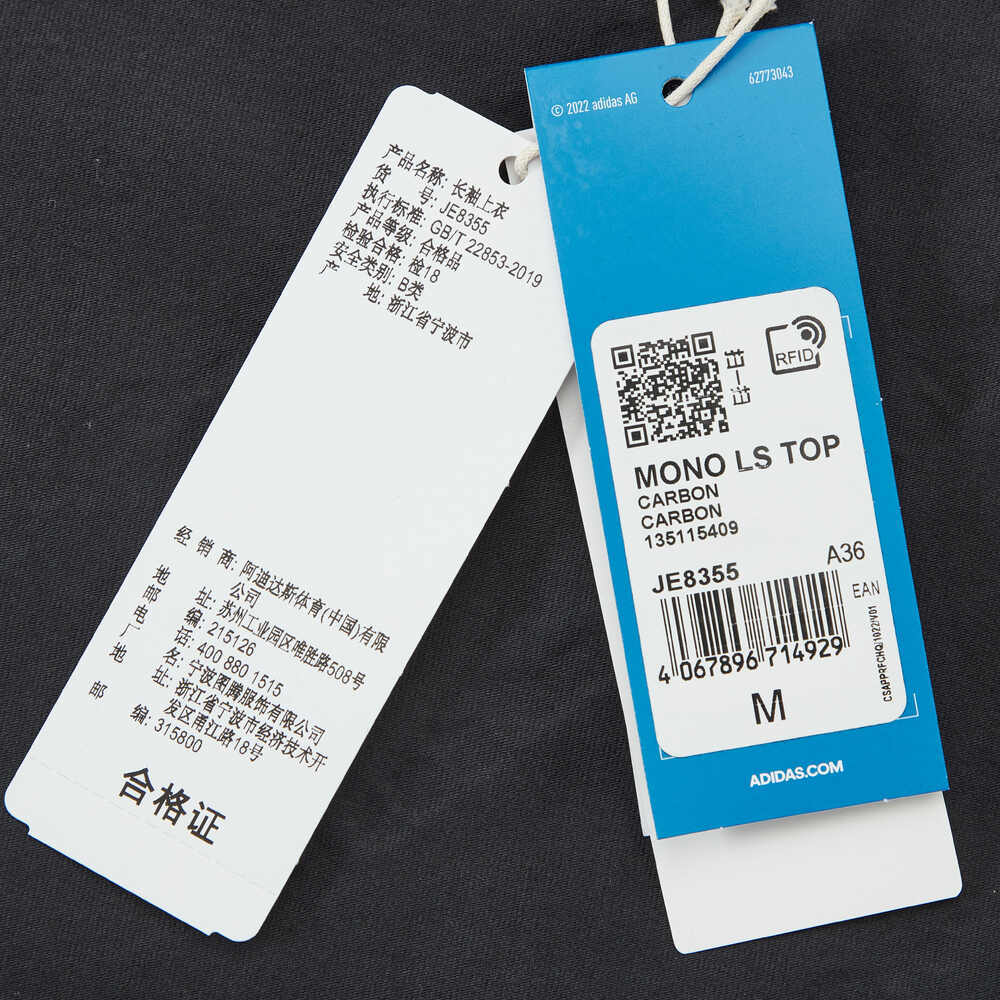 产品名称: 长袖上衣
货 号: JE8355
执行标准: GB/T 22853-2019
产品等级: 合格品
检验合格: 检18
安全类别: B类
产 地: 浙江省宁波市
经 销 商: 阿迪达斯体育(中国)有限
公司
地 址: 苏州工业园区唯胜路508号
邮 编: 215126
电 话: 400 880 1515
厂 名: 宁波图腾服饰有限公司
地 址: 浙江省宁波市经济技术开
发区甬江路18号
邮 编: 315800
合格证
© 2022 adidas AG
62773043
RFID
MONO LS TOP
CARBON
CARBON
135115409
JE8355
A36
EAN
4 067896 714929
CSAPPRFCHQ/1022/V01
M
ADIDAS.COM